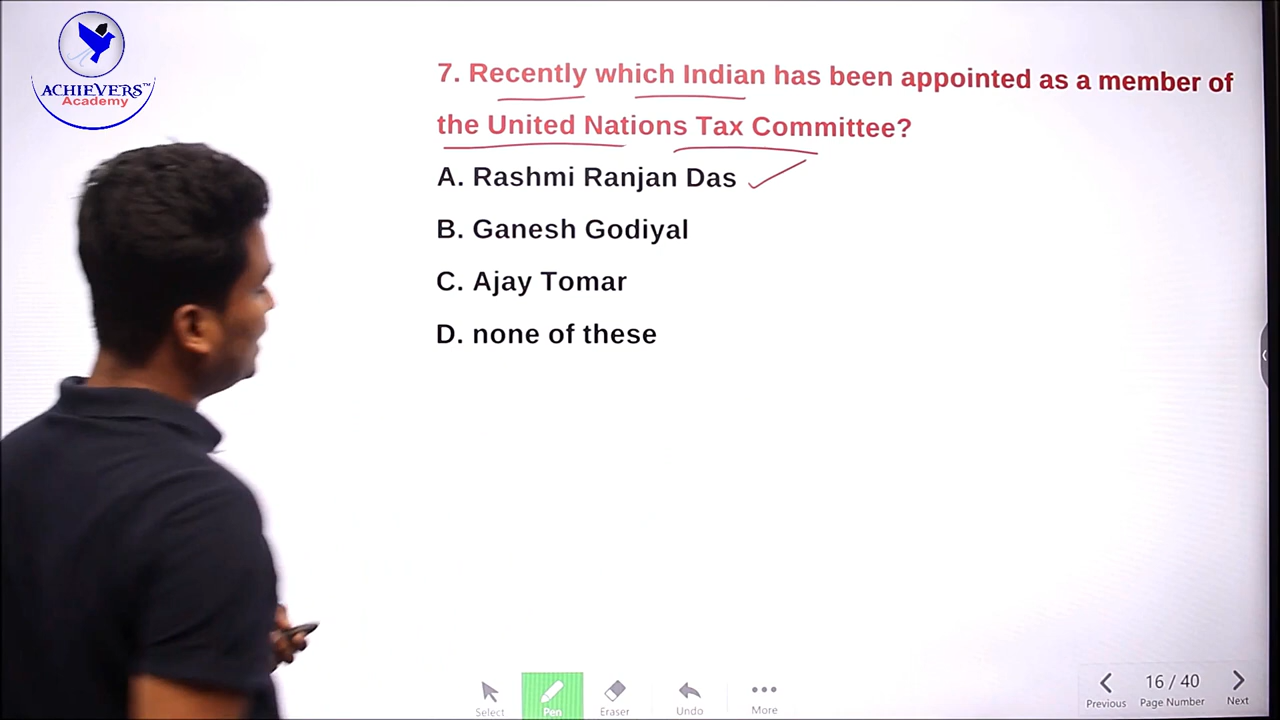 ACHIEVERS™
Academy
7. Recently which Indian has been appointed as a member of
the United Nations Tax Committee?
A. Rashmi Ranjan Das
B. Ganesh Godiyal
C. Ajay Tomar
D. none of these
Select
Pen
Eraser
Undo
More
16 / 40
Previous
Page Number
Next